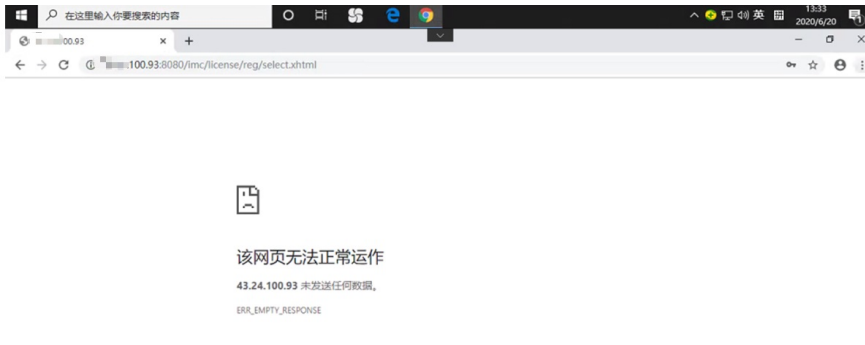 在这里输入你要搜索的内容
英
13:33
2020/6/20
00.93
100.93:8080/imc/license/reg/select.xhtml
该网页无法正常运作
43.24.100.93 未发送任何数据。
ERR_EMPTY_RESPONSE